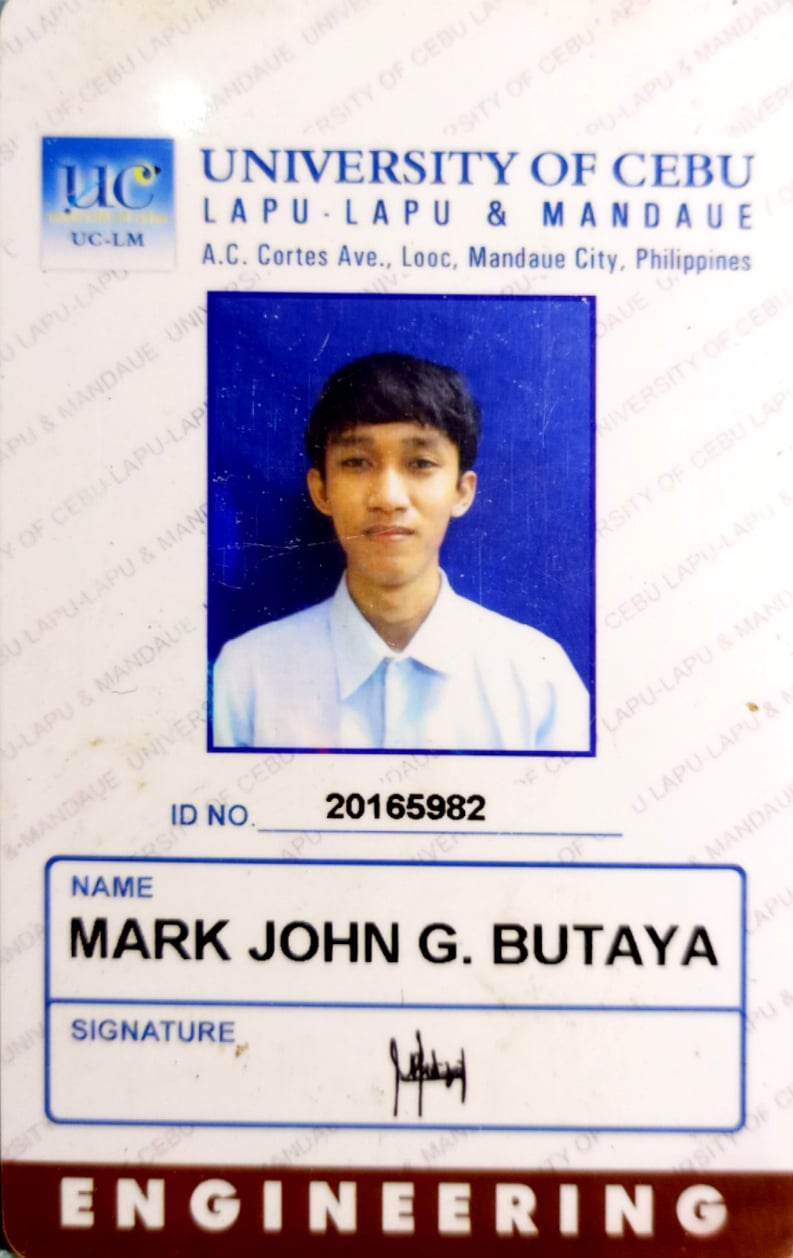 UC
UC-LM
UNIVERSITY OF CEBU
LAPU-LAPU & MANDAUE
A.C. Cortes Ave., Looc, Mandaue City, Philippines
ID NO. 20165982
NAME
MARK JOHN G. BUTAYA
SIGNATURE
ENGINEERING